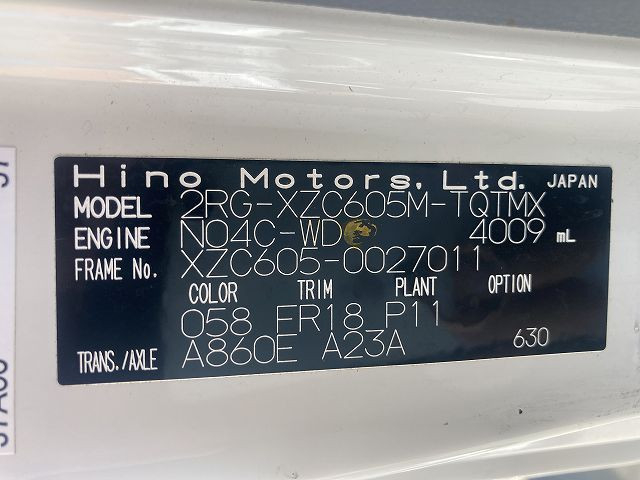 Hino Motors, Ltd. JAPAN
MODEL 2RG-XZC605M-TQTMX
ENGINE N04C-WD 4009 mL
FRAME No. XZC605-0027011
COLOR TRIM PLANT OPTION
058 FR18 P11
630
TRANS./AXLE A860E A23A